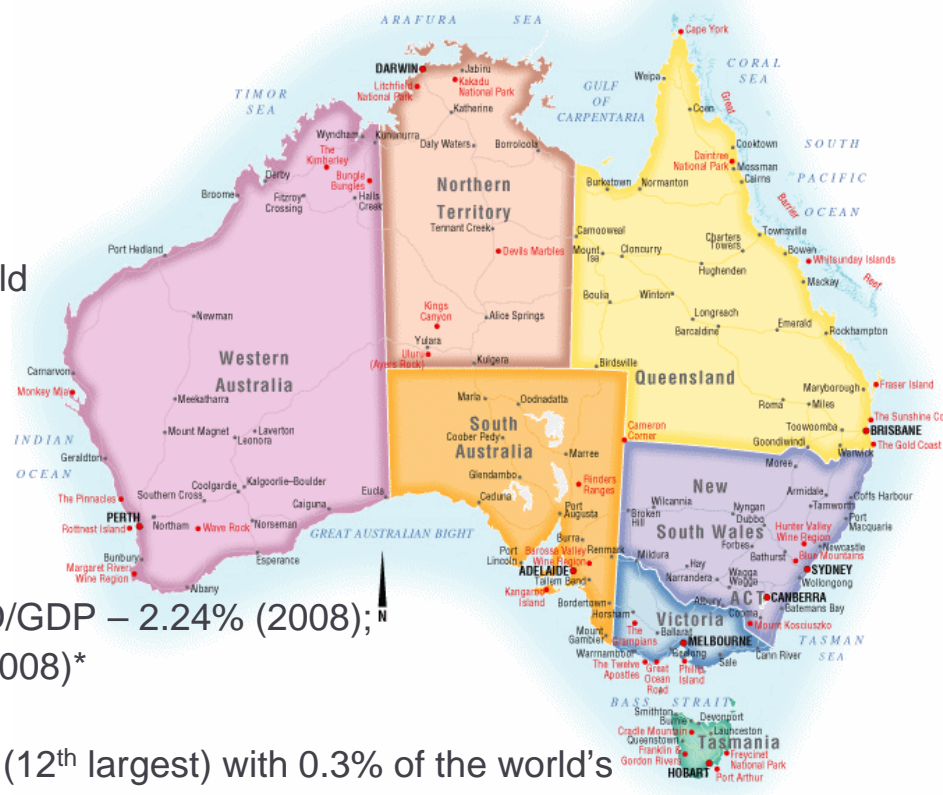 ARAFURA SEA
Cape York
DARWIN
Jabiru
Kakadu
National Park
Litchfield
National Park
Katherine
TIMOR
SEA
GULF
OF
CARPENTARIA
Weipa
Coen
CORAL
SEA
Great
Barrier
Reef
Wyndham
Kununurra
The
Kimberley
Daly Waters
Borroloola
Cooktown
Daintree
National Park
Mossman
Cairns
SOUTH
PACIFIC
OCEAN
Derby
Bungle
Bungles
Broome
Fitzroy
Crossing
Halls
Creek
Northern
Territory
Tennant Creek
Burketown
Normanton
Camooweal
Mount
Isa
Cloncurry
Charters
Towers
Townsville
Bowen
Whitsunday Islands
Port Hedland
Devils Marbles
Hughenden
Mackay
ld
Newman
Kings
Canyon
Alice Springs
Boulia
Winton
Longreach
Barcaldine
Emerald
Rockhampton
Yulara
Uluru
(Ayers Rock)
Kulgera
Birdsville
Western
Australia
Queensland
Carnarvon
Monkey Mia
Meekatharra
Marla
Oodnadatta
Maryborough
Fraser Island
Roma
Miles
The Sunshine Co
Mount Magnet
Laverton
Leonora
South
Australia
Coober Pedy
Cameron
Corner
Toowoomba
BRISBANE
Goondiwindi
The Gold Coast
Warwick
INDIAN
OCEAN
Geraldton
Marree
Moree
Glendambo
Flinders
Ranges
New
South Wales
Armidale
Coffs Harbour
Tamworth
Coolgardie
Kalgoorlie–Boulder
The Pinnacles
Southern Cross
Eucla
Ceduna
Port
Augusta
Wilcannia
Broken
Hill
Nyngan
Dubbo
Port
Macquarie
PERTH
Rottnest Island
Northam
Wave Rock
Norseman
Caiguna
GREAT AUSTRALIAN BIGHT
Burra
Forbes
Hunter Valley
Wine Region
Bathurst
Newcastle
Blue Mountains
Bunbury
Margaret River
Wine Region
Esperance
Port
Lincoln
Barossa Valley
Wine Region
Renmark
Mildura
Hay
SYDNEY
Wollongong
Albany
ADELAIDE
Tailem Bend
Narrandera
Wagga
Wagga
Kangaroo
Island
Bordertown
Albury
ACT
CANBERRA
Cooma
Batemans Bay
Horsham
Victoria
Mount Kosciuszko
N
O/GDP – 2.24% (2008);
Mount
Gambier
The
Grampians
Ballarat
MELBOURNE
TASMAN
SEA
Warrnambool
Geelong
Sale
Cann River
2008)*
The Twelve
Apostles
Great
Ocean
Road
Phillip
Island
BASS STRAIT
Smithton
Burnie
Devonport
Cradle Mountain
Launceston
Queenstown
Tasmania
Franklin &
Gordon Rivers
Freycinet
National Park
(12th largest) with 0.3% of the world's
HOBART
Port Arthur